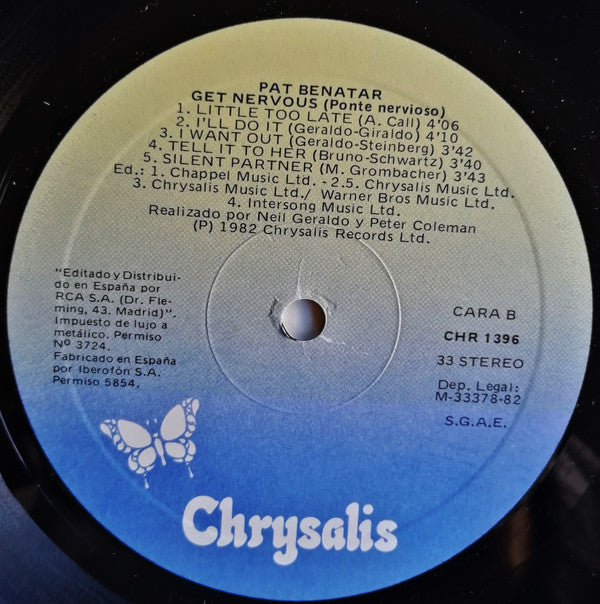 PAT BENATAR
GET NERVOUS (Ponte nervioso)
1. LITTLE TOO LATE (A. Call) 4'06
2. I'LL DO IT (Geraldo-Giraldo) 4'10
3. I WANT OUT (Geraldo-Steinberg) 3'42
4. TELL IT TO HER (Bruno-Schwartz) 3'40
5. SILENT PARTNER (M. Grombacher) 3'43
Ed.: 1. Chappel Music Ltd. - 2.5. Chrysalis Music Ltd.
3. Chrysalis Music Ltd./ Warner Bros Music Ltd.
4. Intersong Music Ltd.
Realizado por Neil Geraldo y Peter Coleman
(P) 1982 Chrysalis Records Ltd.
"Editado y Distribui-
do en España por
RCA S.A. (Dr. Fle-
ming, 43. Madrid)".
Impuesto de lujo a
metálico. Permiso
Nº 3724.
Fabricado en España
por Iberofón S.A.
Permiso 5854.
CARA B
CHR 1396
33 STEREO
Dep. Legal:
M-33378-82
S.G.A.E.
Chrysalis